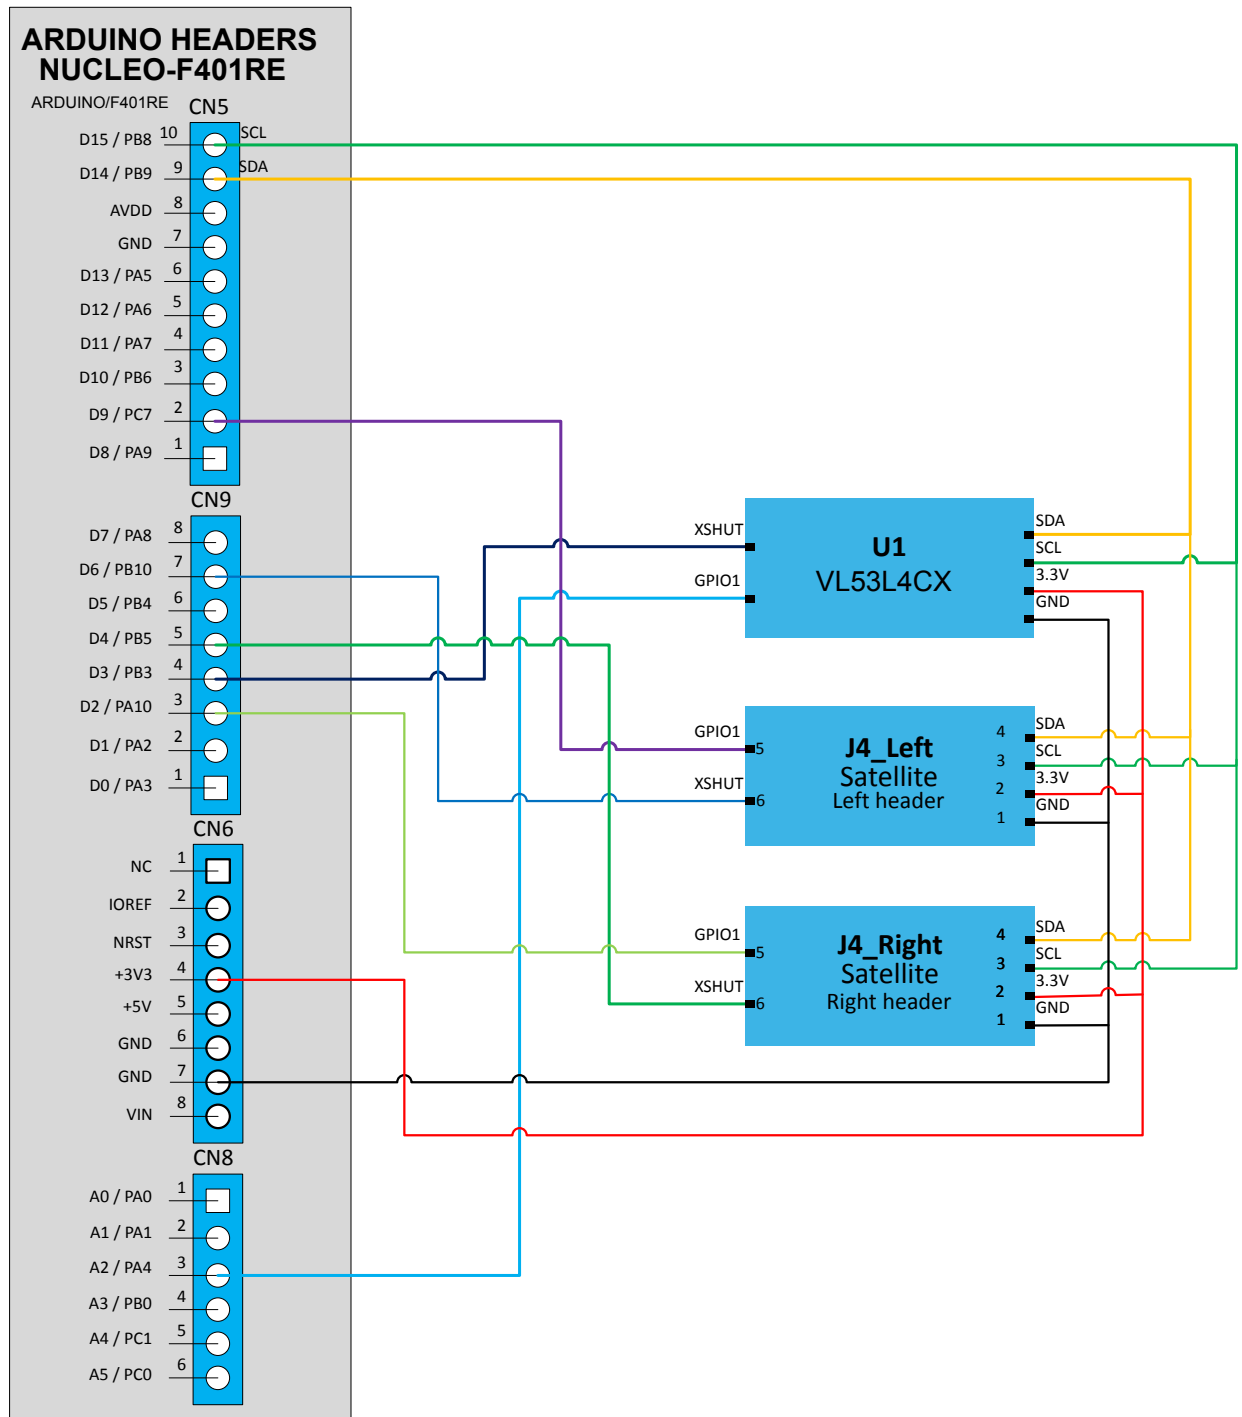 ARDUINO HEADERS
NUCLEO-F401RE
ARDUINO/F401RE
CN5
D15 / PB8 10 SCL
D14 / PB9 9 SDA
AVDD 8
GND 7
D13 / PA5 6
D12 / PA6 5
D11 / PA7 4
D10 / PB6 3
D9 / PC7 2
D8 / PA9 1
CN9
D7 / PA8 8
D6 / PB10 7
D5 / PB4 6
D4 / PB5 5
D3 / PB3 4
D2 / PA10 3
D1 / PA2 2
D0 / PA3 1
CN6
NC 1
IOREF 2
NRST 3
+3V3 4
+5V 5
GND 6
GND 7
VIN 8
CN8
A0 / PA0 1
A1 / PA1 2
A2 / PA4 3
A3 / PB0 4
A4 / PC1 5
A5 / PC0 6
XSHUT
GPIO1
U1
VL53L4CX
SDA
SCL
3.3V
GND
GPIO1 5
XSHUT 6
J4_Left
Satellite
Left header
4 SDA
3 SCL
2 3.3V
1 GND
GPIO1 5
XSHUT 6
J4_Right
Satellite
Right header
4 SDA
3 SCL
2 3.3V
1 GND